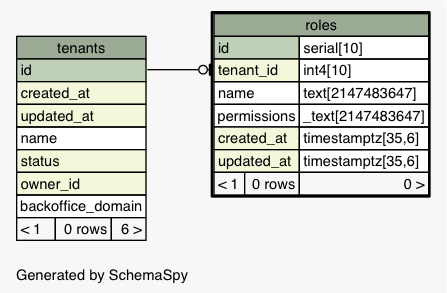 tenants
id
created_at
updated_at
name
status
owner_id
backoffice_domain
< 1 0 rows 6 >
roles
id serial[10]
tenant_id int4[10]
name text[2147483647]
permissions _text[2147483647]
created_at timestamptz[35,6]
updated_at timestamptz[35,6]
< 1 0 rows 0 >
Generated by SchemaSpy